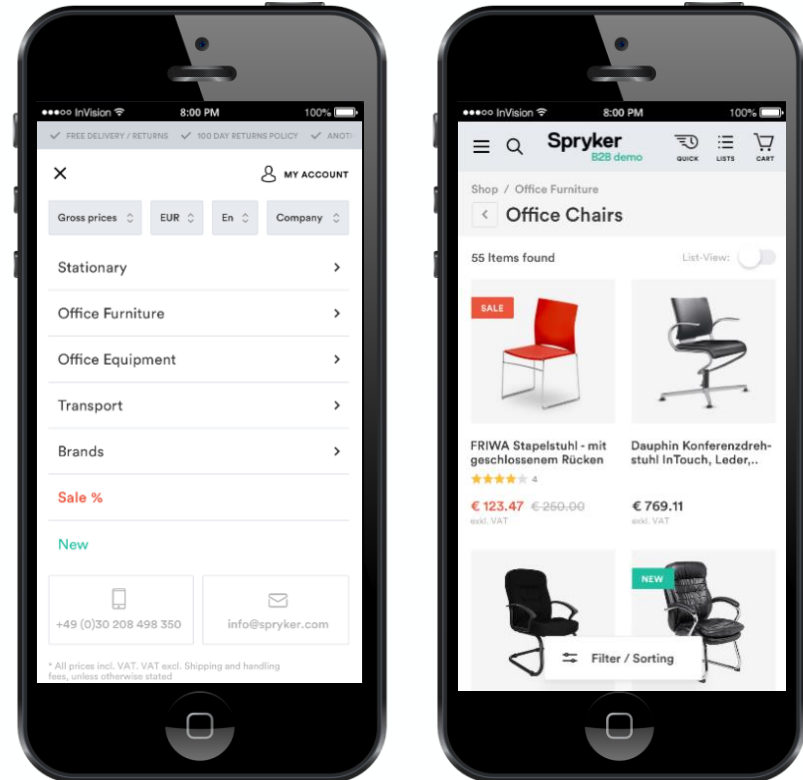 ●●●○○ InVision 8:00 PM 100%
FREE DELIVERY / RETURNS 100 DAY RETURNS POLICY ANOTH
MY ACCOUNT
Gross prices EUR En Company
Stationary
Office Furniture
Office Equipment
Transport
Brands
Sale %
New
+49 (0)30 208 498 350 info@spryker.com
* All prices incl. VAT. VAT excl. Shipping and handling
fees, unless otherwise stated
●●●○○ InVision 8:00 PM 100%
Spryker
B2B demo
QUICK LISTS CART
Shop / Office Furniture
< Office Chairs
55 Items found List-View:
SALE
FRIWA Stapelstuhl - mit
geschlossenem Rücken
4
€ 123.47 € 260.00
exkl. VAT
Dauphin Konferenzdreh-
stuhl InTouch, Leder,..
€ 769.11
exkl. VAT
NEW
Filter / Sorting